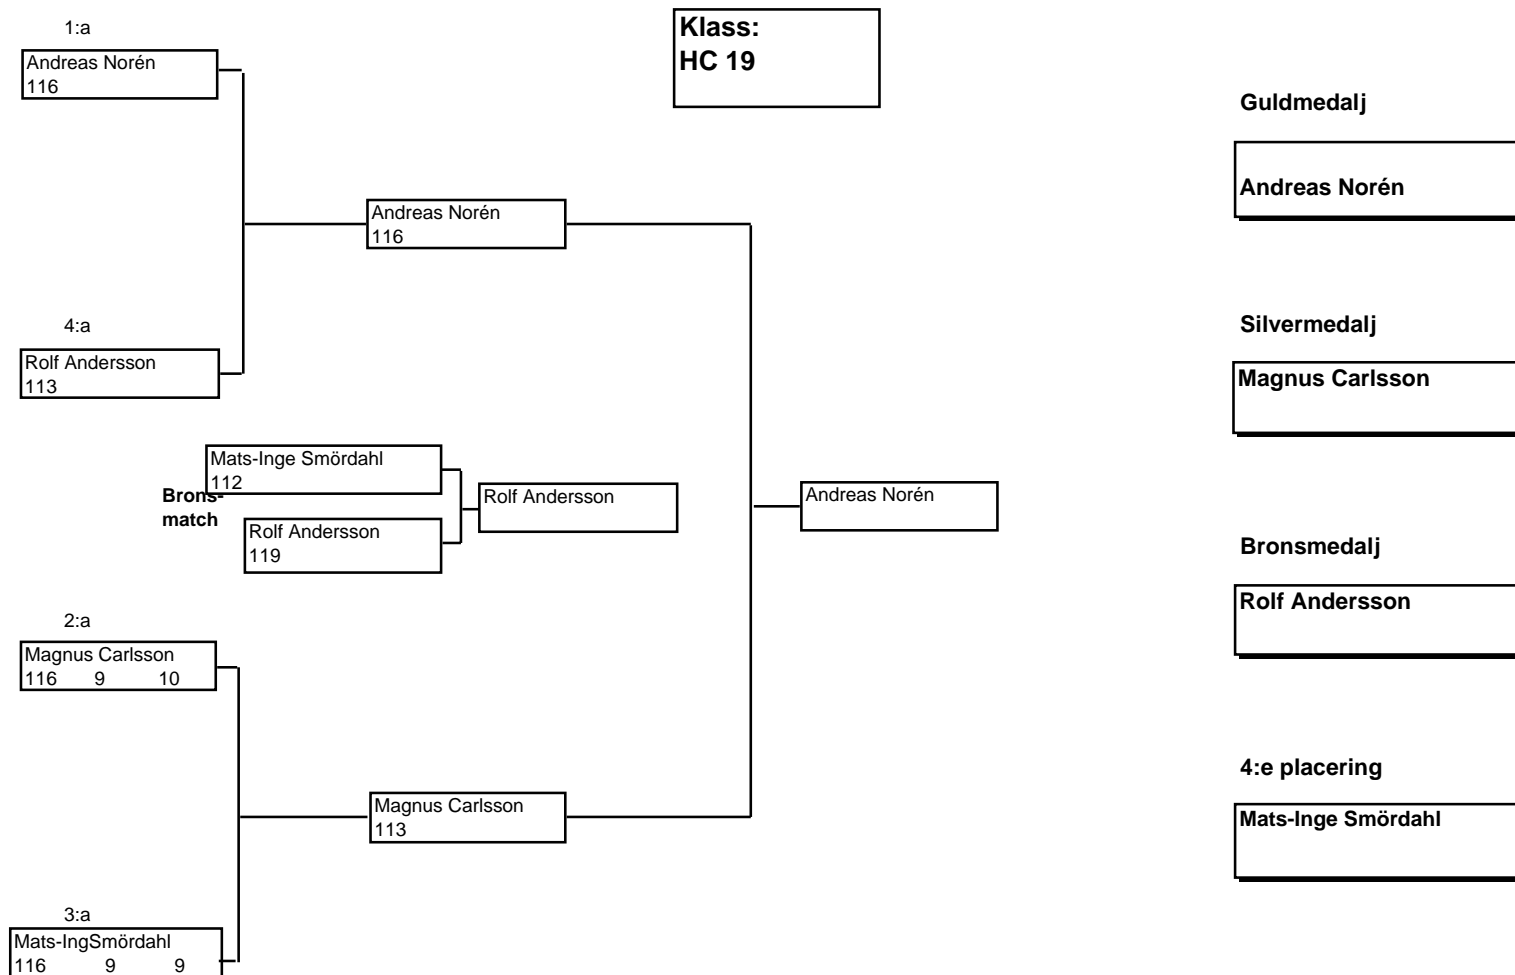 1:a
Andreas Norén
116
Klass:
HC 19
Guldmedalj
Andreas Norén
Andreas Norén
116
4:a
Rolf Andersson
113
Silvermedalj
Magnus Carlsson
Mats-Inge Smördahl
112
Brons-
match
Rolf Andersson
119
Rolf Andersson
Andreas Norén
Bronsmedalj
Rolf Andersson
2:a
Magnus Carlsson
116 9 10
4:e placering
Mats-Inge Smördahl
Magnus Carlsson
113
3:a
Mats-IngSmördahl
116 9 9